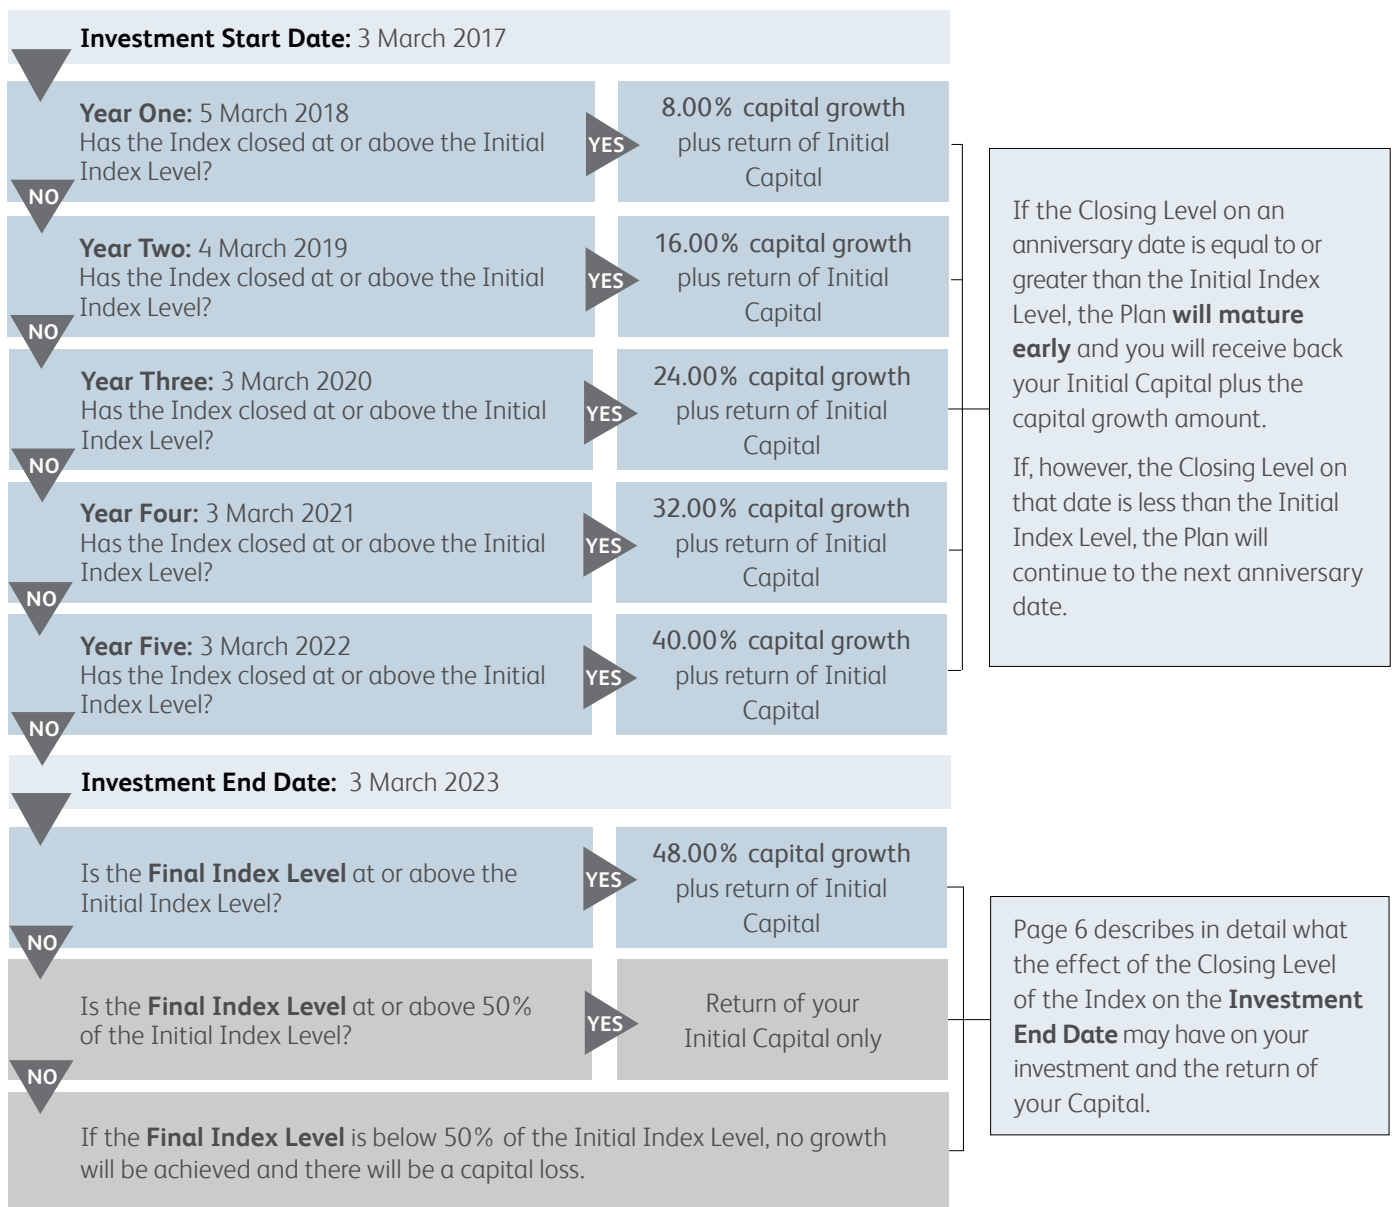 Investment Start Date: 3 March 2017
Year One: 5 March 2018
Has the Index closed at or above the Initial
Index Level?
YES
8.00% capital growth
plus return of Initial
Capital
NO
Year Two: 4 March 2019
Has the Index closed at or above the Initial
Index Level?
YES
16.00% capital growth
plus return of Initial
Capital
NO
Year Three: 3 March 2020
Has the Index closed at or above the Initial
Index Level?
YES
24.00% capital growth
plus return of Initial
Capital
NO
Year Four: 3 March 2021
Has the Index closed at or above the Initial
Index Level?
YES
32.00% capital growth
plus return of Initial
Capital
NO
Year Five: 3 March 2022
Has the Index closed at or above the Initial
Index Level?
YES
40.00% capital growth
plus return of Initial
Capital
NO
If the Closing Level on an
anniversary date is equal to or
greater than the Initial Index
Level, the Plan will mature
early and you will receive back
your Initial Capital plus the
capital growth amount.
If, however, the Closing Level on
that date is less than the Initial
Index Level, the Plan will
continue to the next anniversary
date.
Investment End Date: 3 March 2023
Is the Final Index Level at or above the
Initial Index Level?
YES
48.00% capital growth
plus return of Initial
Capital
NO
Is the Final Index Level at or above 50%
of the Initial Index Level?
YES
Return of your
Initial Capital only
NO
If the Final Index Level is below 50% of the Initial Index Level, no growth
will be achieved and there will be a capital loss.
Page 6 describes in detail what
the effect of the Closing Level
of the Index on the Investment
End Date may have on your
investment and the return of
your Capital.